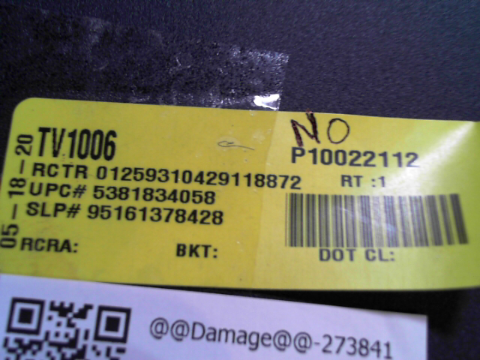 NO
05-18-20
TV1006
P10022112
RCTR 01259310429118872 RT :1
UPC# 5381834058
SLP# 95161378428
RCRA: BKT: DOT CL:
@@Damage@@-273841